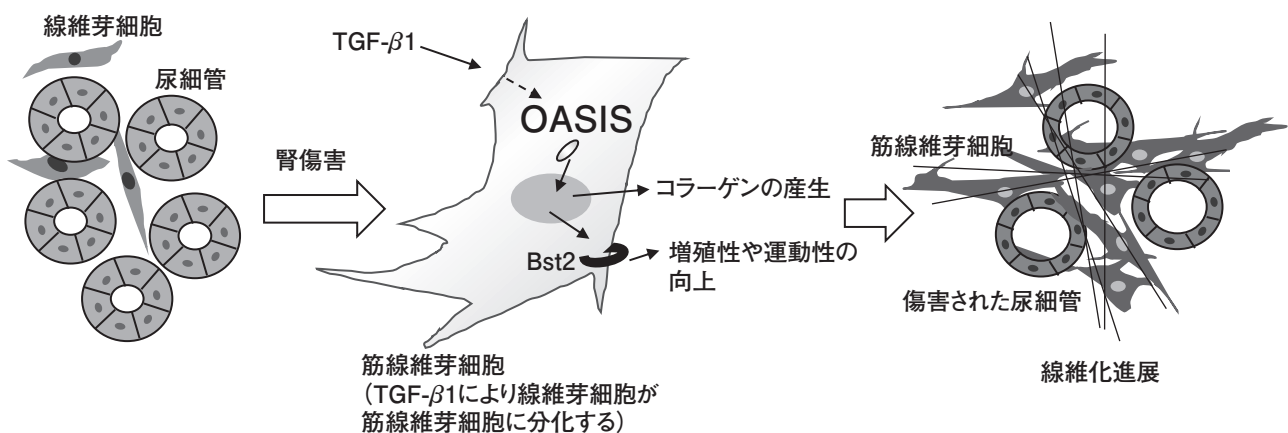 線維芽細胞
尿細管
腎傷害
TGF-β1
OASIS
コラーゲンの産生
Bst2
増殖性や運動性の
向上
筋線維芽細胞
（TGF-β1により線維芽細胞が
筋線維芽細胞に分化する）
筋線維芽細胞
傷害された尿細管
線維化進展